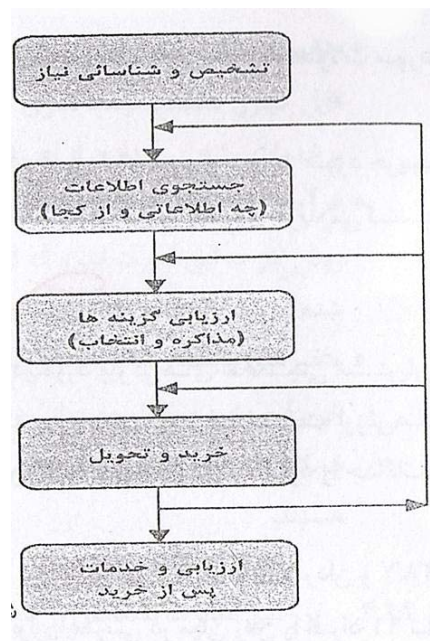 تشخیص و شناسائی نیاز
جستجوی اطلاعات
(چه اطلاعاتی و از کجا)
ارزیابی گزینه ها
(مذاکره و انتخاب)
خرید و تحویل
ارزیابی و خدمات
پس از خرید